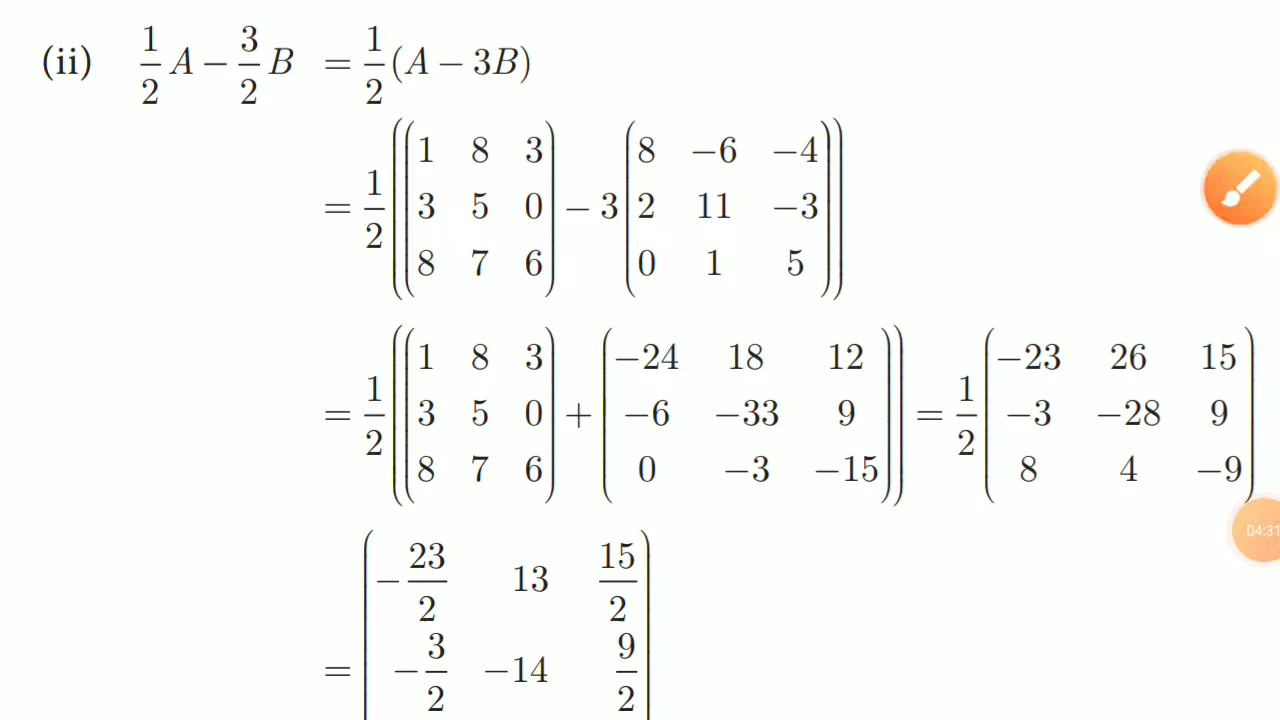 (ii) 1/2 A − 3/2 B = 1/2 (A − 3B)
= 1/2 ( ( 1 8 3 ; 3 5 0 ; 8 7 6 ) − 3 ( 8 −6 −4 ; 2 11 −3 ; 0 1 5 ) )
= 1/2 ( ( 1 8 3 ; 3 5 0 ; 8 7 6 ) + ( −24 18 12 ; −6 −33 9 ; 0 −3 −15 ) ) = 1/2 ( −23 26 15 ; −3 −28 9 ; 8 4 −9 )
= ( −23/2 13 15/2 ; −3/2 −14 9/2
04:31